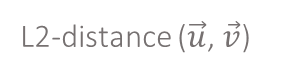 L2-distance (𝑢⃗, 𝑣⃗)